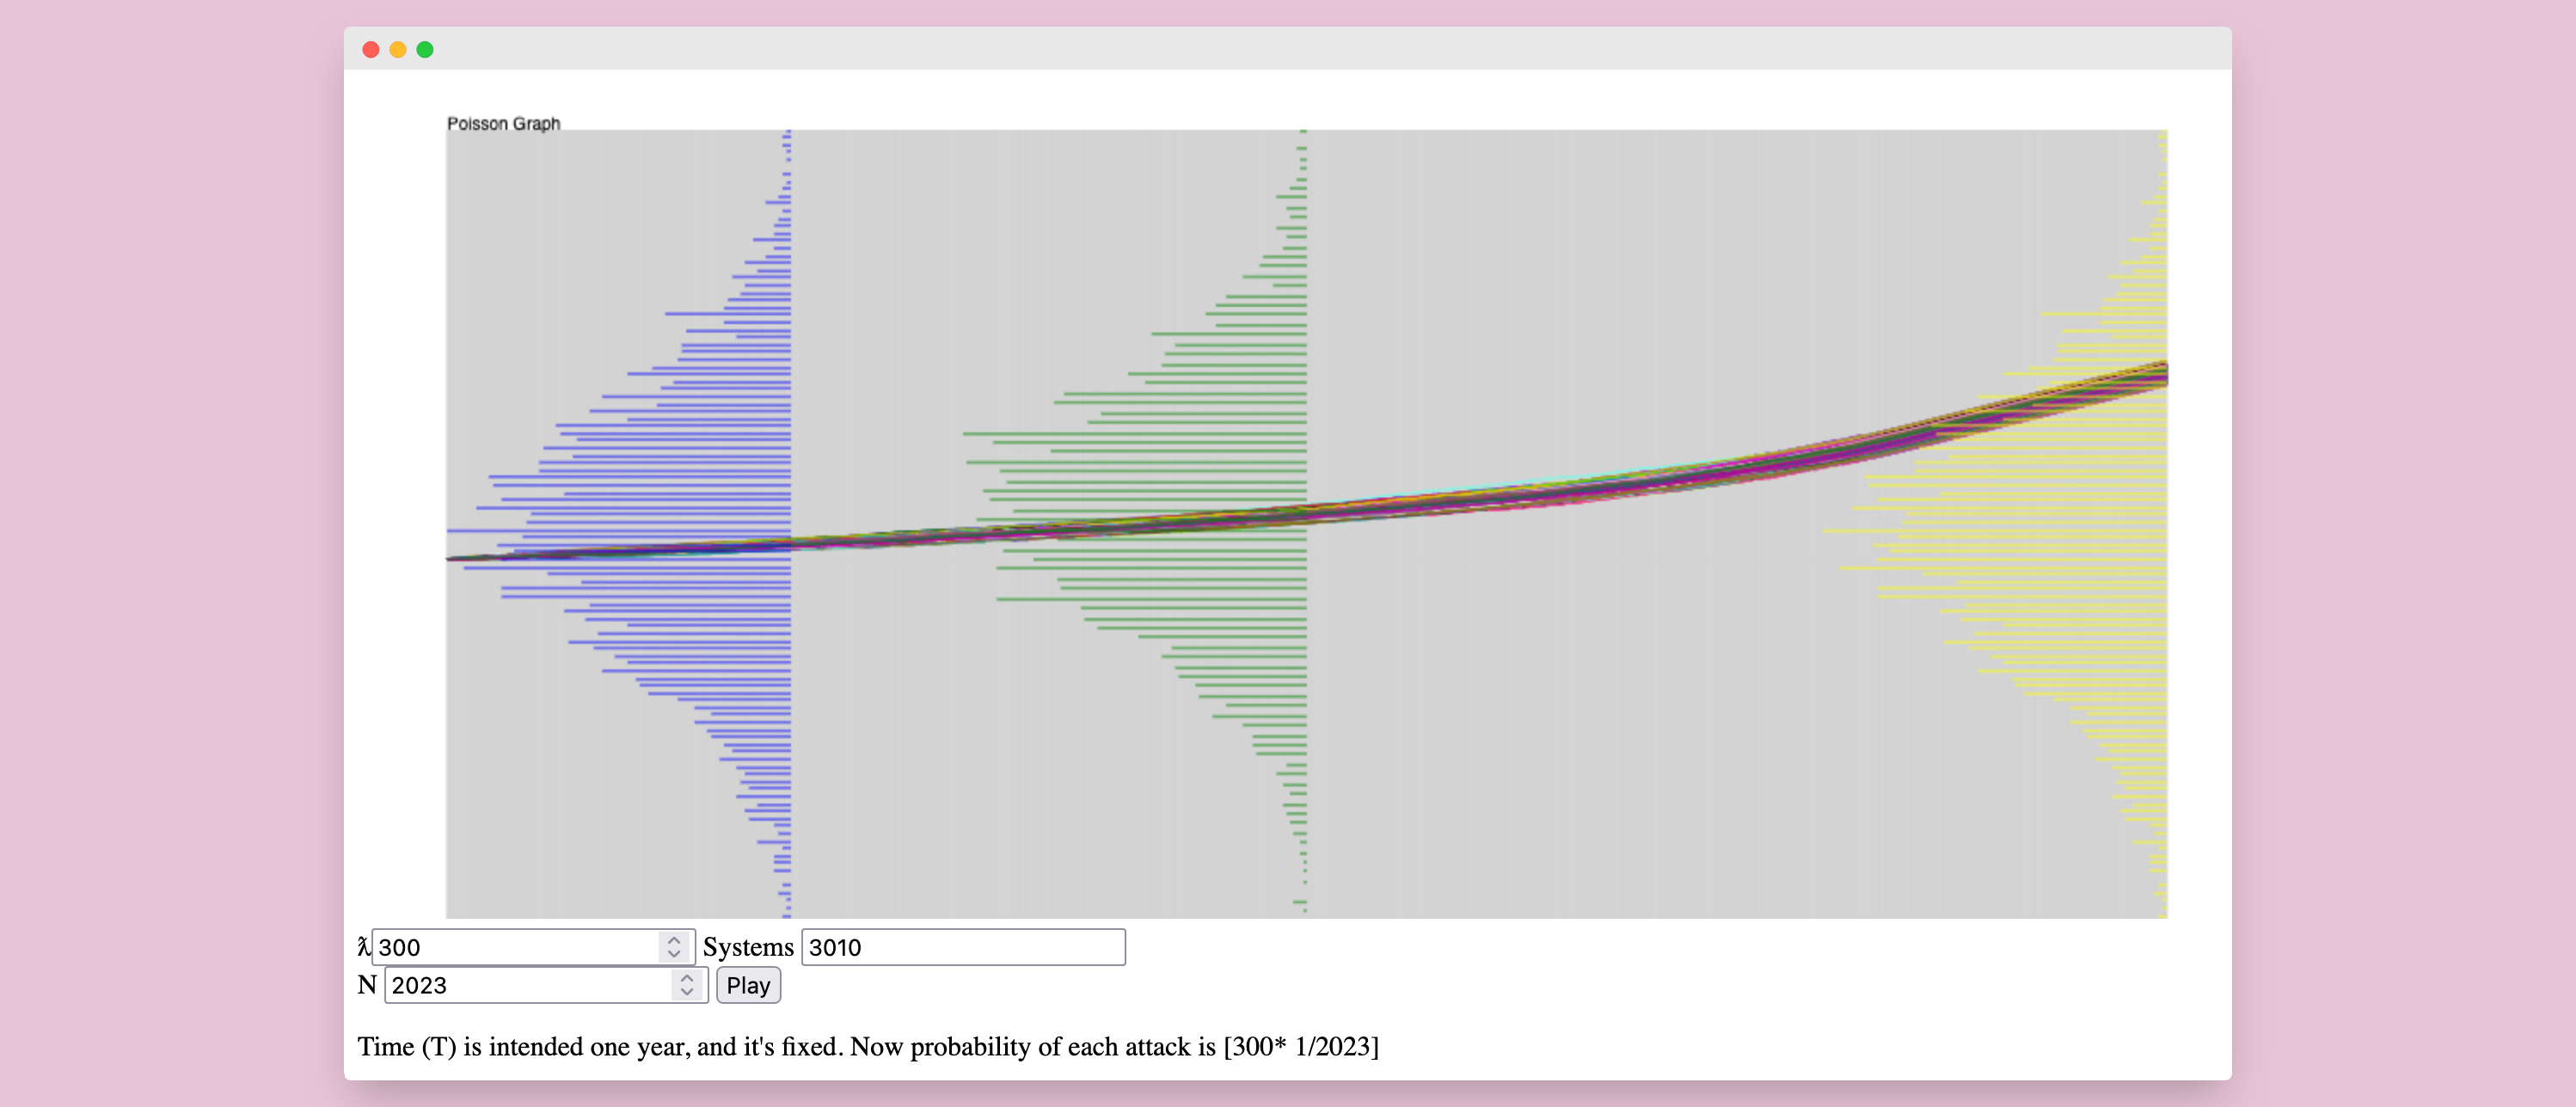 Poisson Graph
λ 300 Systems 3010
N 2023 Play
Time (T) is intended one year, and it's fixed. Now probability of each attack is [300* 1/2023]